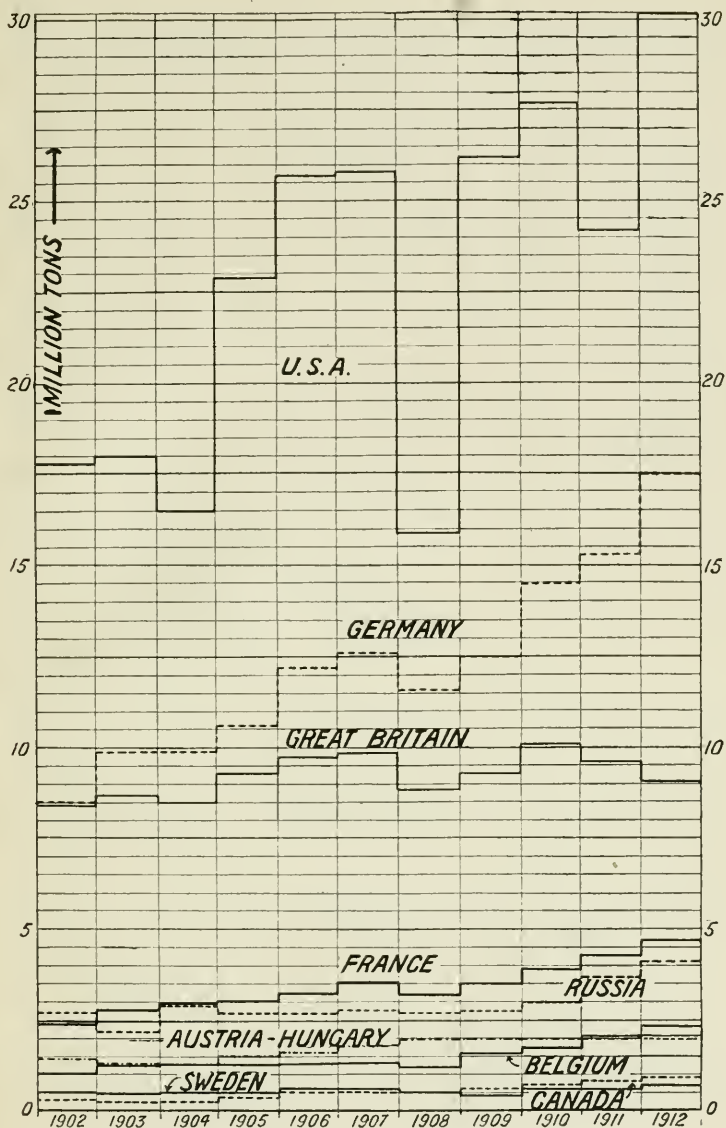 30
30
25
25
MILLION TONS
U.S.A.
20
20
15
15
GERMANY
GREAT BRITAIN
10
10
5
5
FRANCE
RUSSIA
AUSTRIA-HUNGARY
BELGIUM
SWEDEN
CANADA
0
0
1902 1903 1904 1905 1906 1907 1908 1909 1910 1911 1912